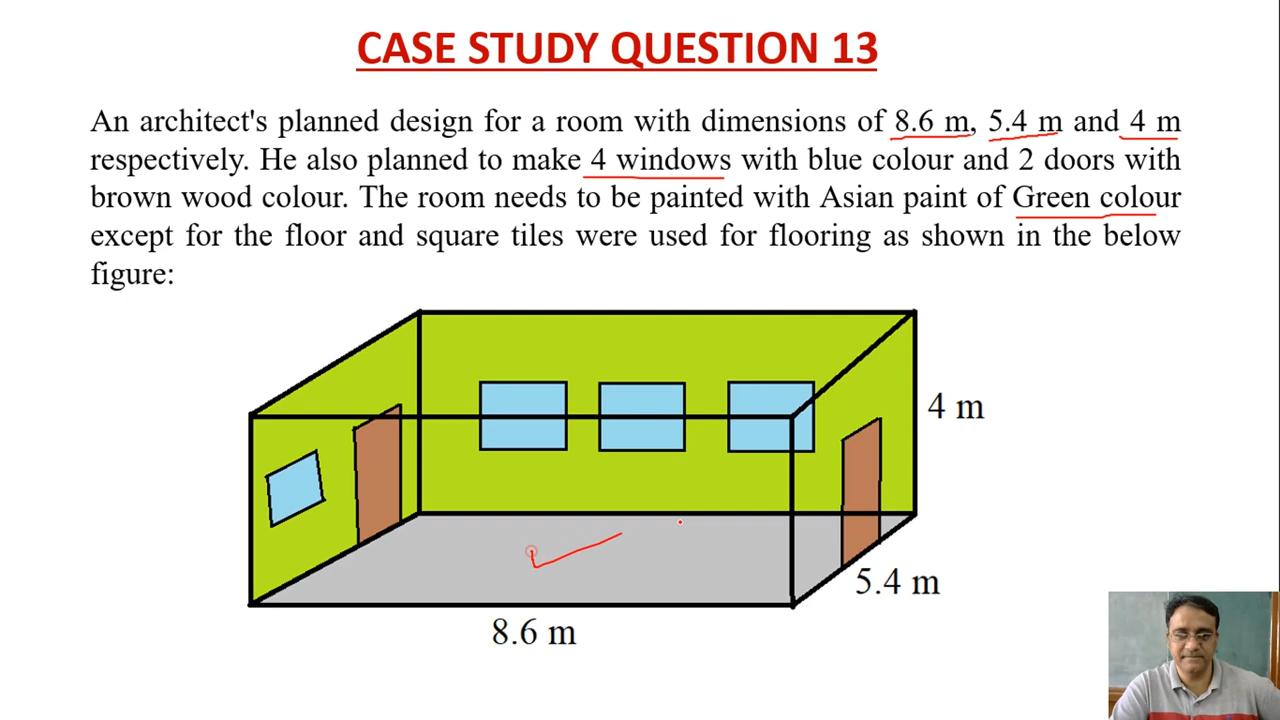 CASE STUDY QUESTION 13
An architect's planned design for a room with dimensions of 8.6 m, 5.4 m and 4 m
respectively. He also planned to make 4 windows with blue colour and 2 doors with
brown wood colour. The room needs to be painted with Asian paint of Green colour
except for the floor and square tiles were used for flooring as shown in the below
figure:
4 m
5.4 m
8.6 m